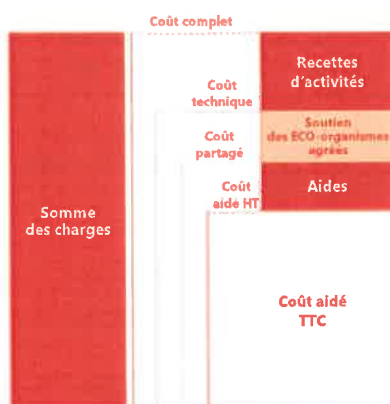 Coût complet
Recettes
d'activités
Coût
technique
Soutien
des ECO-organismes
agréés
Coût
partagé
Aides
Coût
aidé HT
Somme
des charges
Coût aidé
TTC